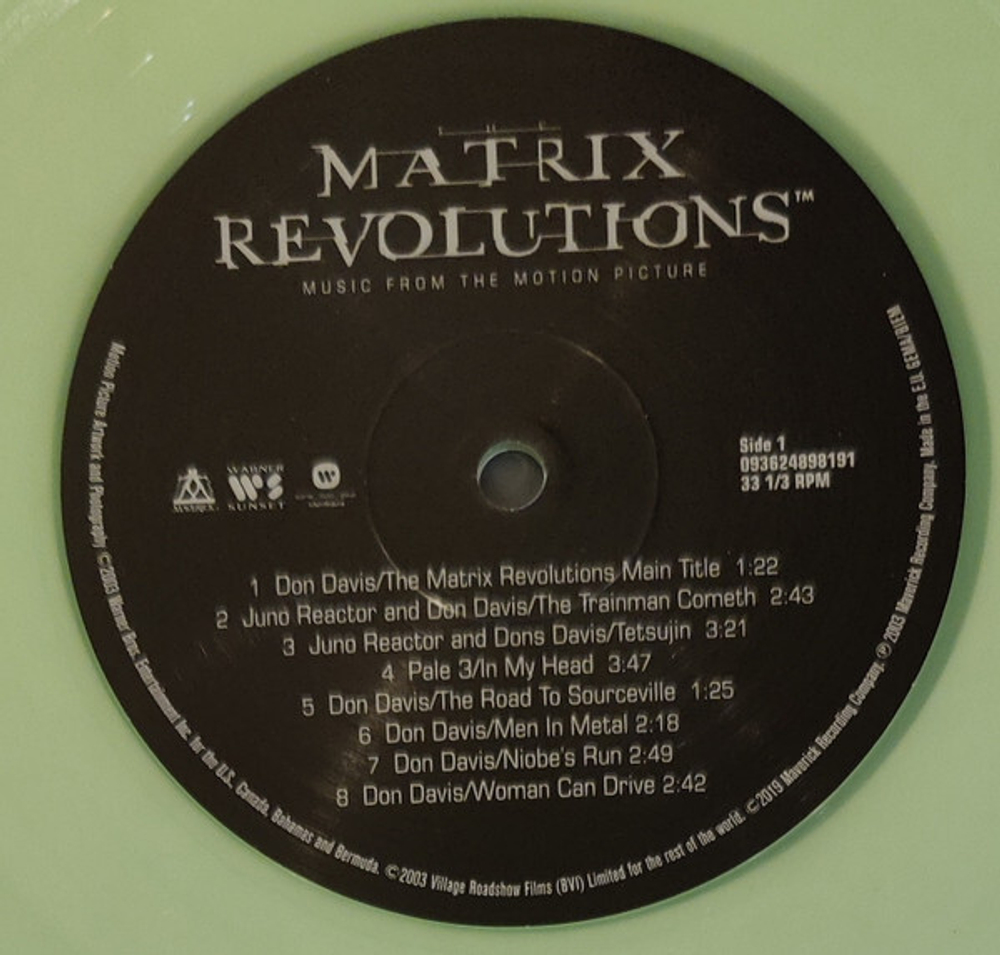 THE
MATRIX
REVOLUTIONS™
MUSIC FROM THE MOTION PICTURE
MAVERICK
WARNER
WS
SUNSET
W
Side 1
093624898191
33 1/3 RPM
1 Don Davis/The Matrix Revolutions Main Title 1:22
2 Juno Reactor and Don Davis/The Trainman Cometh 2:43
3 Juno Reactor and Dons Davis/Tetsujin 3:21
4 Pale 3/In My Head 3:47
5 Don Davis/The Road To Sourceville 1:25
6 Don Davis/Men In Metal 2:18
7 Don Davis/Niobe's Run 2:49
8 Don Davis/Woman Can Drive 2:42
Motion Picture Artwork and Photography ©2003 Warner Bros. Entertainment Inc. for the U.S., Canada, Bahamas and Bermuda. ©2003 Village Roadshow Films (BVI) Limited for the rest of the world. ©2019 Maverick Recording Company. ℗ 2003 Maverick Recording Company. Made in the E.U. GEMA/BIEM